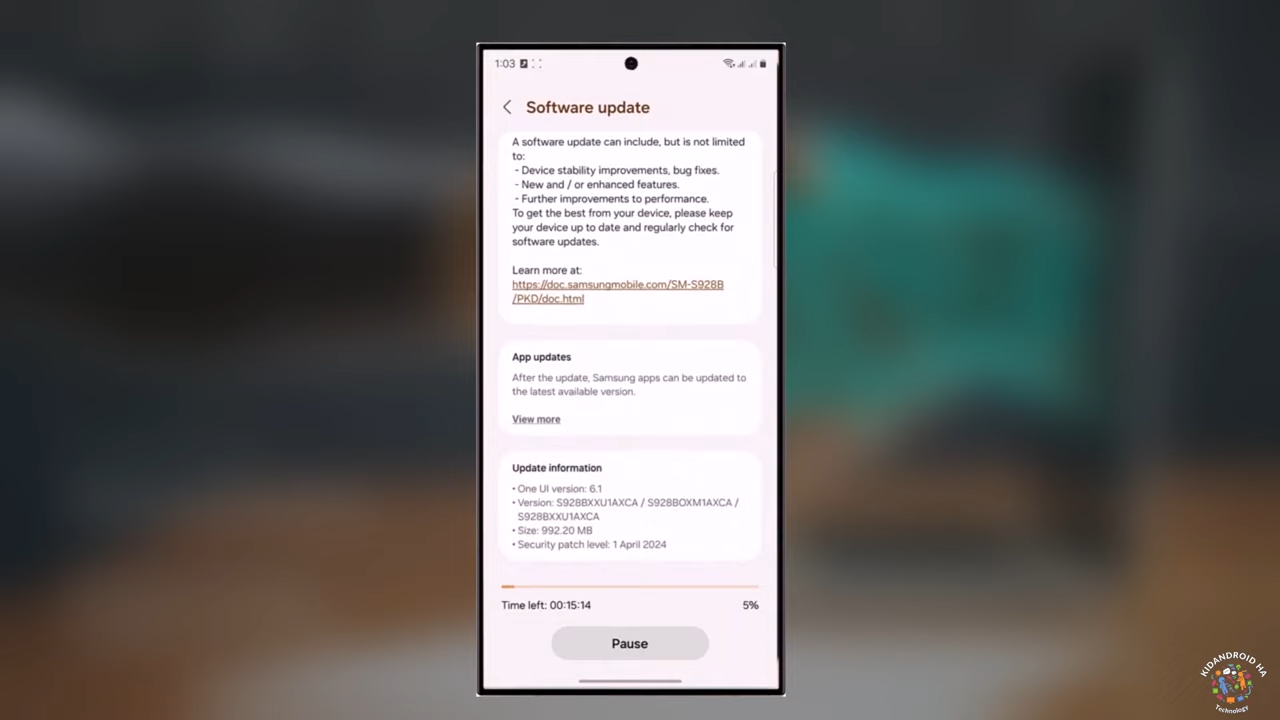 1:03
Software update
A software update can include, but is not limited
to:
- Device stability improvements, bug fixes.
- New and / or enhanced features.
- Further improvements to performance.
To get the best from your device, please keep
your device up to date and regularly check for
software updates.
Learn more at:
https://doc.samsungmobile.com/SM-S928B
/PKD/doc.html
App updates
After the update, Samsung apps can be updated to
the latest available version.
View more
Update information
• One UI version: 6.1
• Version: S928BXXU1AXCA / S928BOXM1AXCA /
S928BXXU1AXCA
• Size: 992.20 MB
• Security patch level: 1 April 2024
Time left: 00:15:14 5%
Pause
KIDANDROID HA
Technology